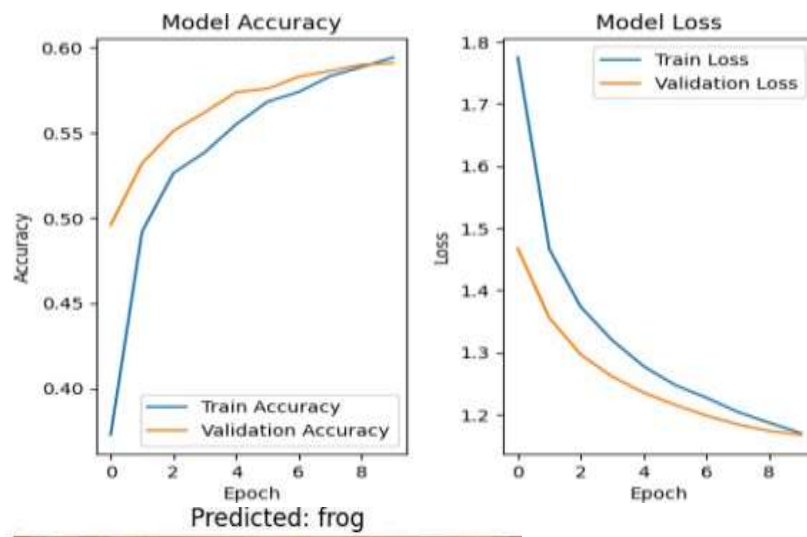 Model Accuracy
0.60
0.55
0.50
0.45
0.40
Accuracy
Train Accuracy
Validation Accuracy
0 2 4 6 8
Epoch
Model Loss
1.8
1.7
1.6
1.5
1.4
1.3
1.2
Loss
Train Loss
Validation Loss
0 2 4 6 8
Epoch
Predicted: frog